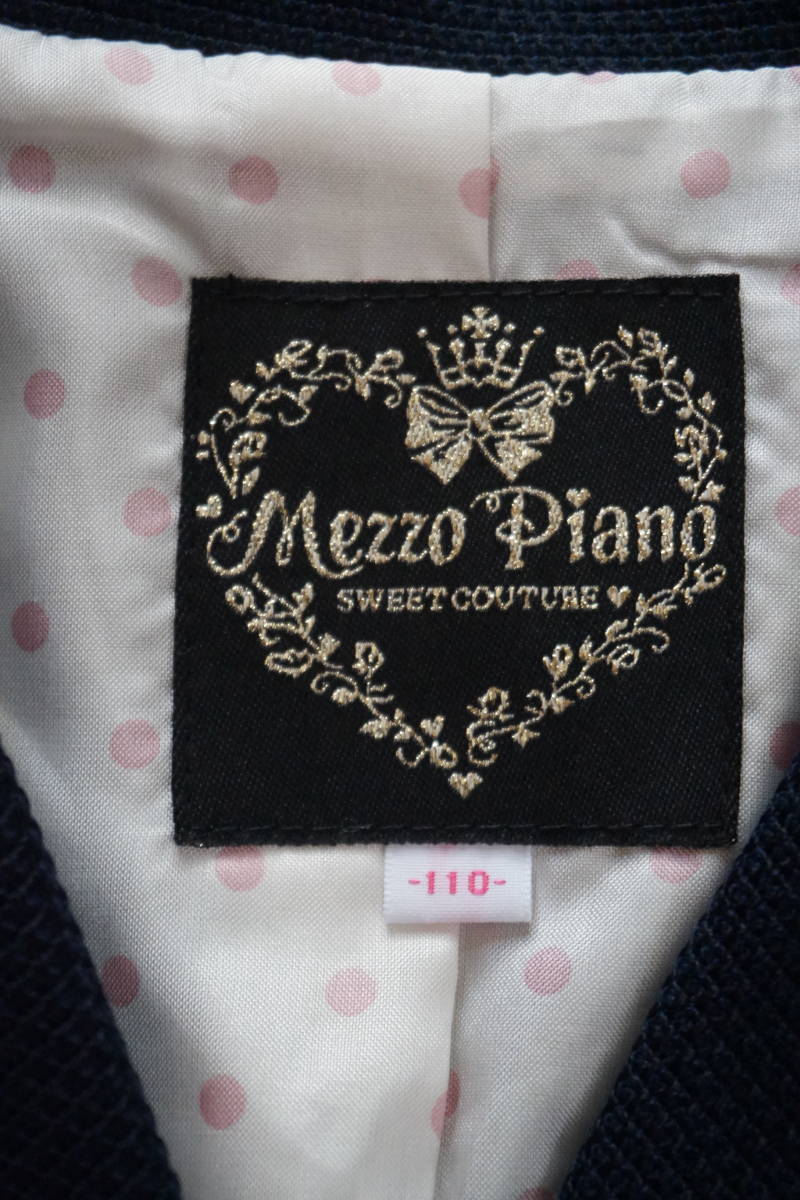 Mezzo Piano
SWEET COUTURE
-110-